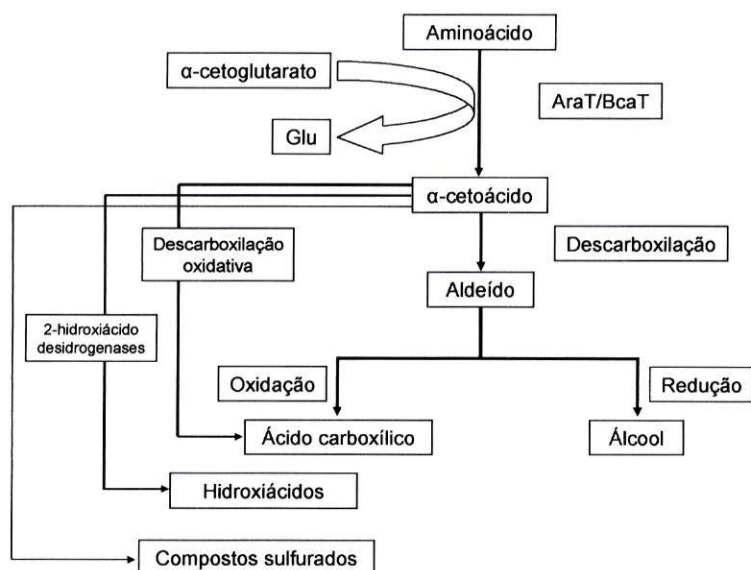 Aminoácido
α-cetoglutarato
AraT/BcaT
Glu
α-cetoácido
Descarboxilação
oxidativa
Descarboxilação
Aldeído
2-hidroxiácido
desidrogenases
Oxidação
Redução
Ácido carboxílico
Álcool
Hidroxiácidos
Compostos sulfurados